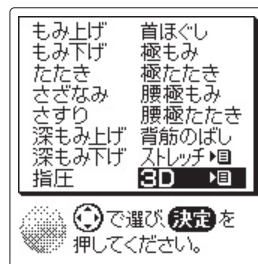 もみ上げ 首ほぐし
もみ下げ 極もみ
たたき 極たたき
さざなみ 腰極もみ
さすり 腰極たたき
深もみ上げ 背筋のばし
深もみ下げ ストレッチ
指圧 3D
で選び、決定を
押してください。